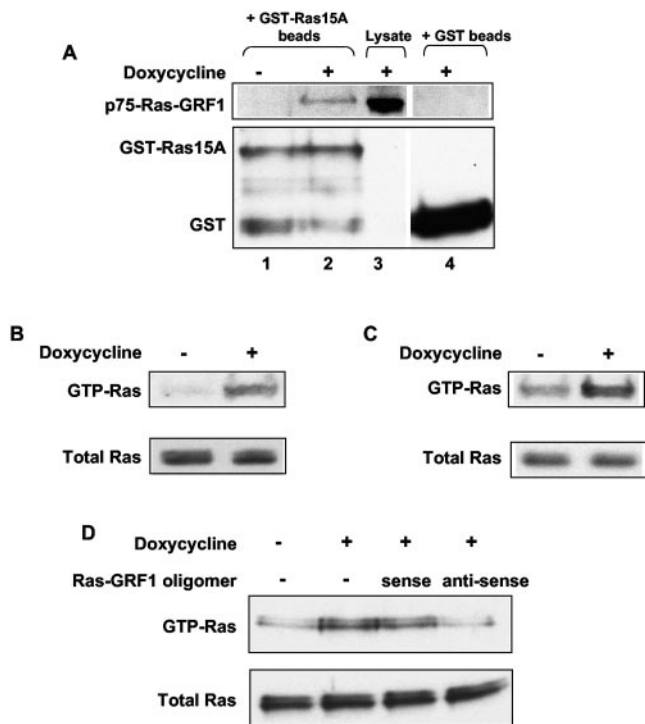 A
+ GST-Ras15A beads
Lysate
+ GST beads
Doxycycline - + + +
p75-Ras-GRF1
GST-Ras15A
GST
1 2 3 4
B
Doxycycline - +
GTP-Ras
Total Ras
C
Doxycycline - +
GTP-Ras
Total Ras
D
Doxycycline - + + +
Ras-GRF1 oligomer - - sense anti-sense
GTP-Ras
Total Ras